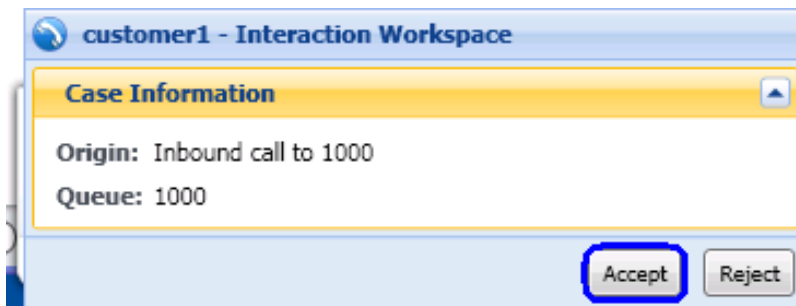 customer1 - Interaction Workspace
Case Information
Origin: Inbound call to 1000
Queue: 1000
Accept Reject